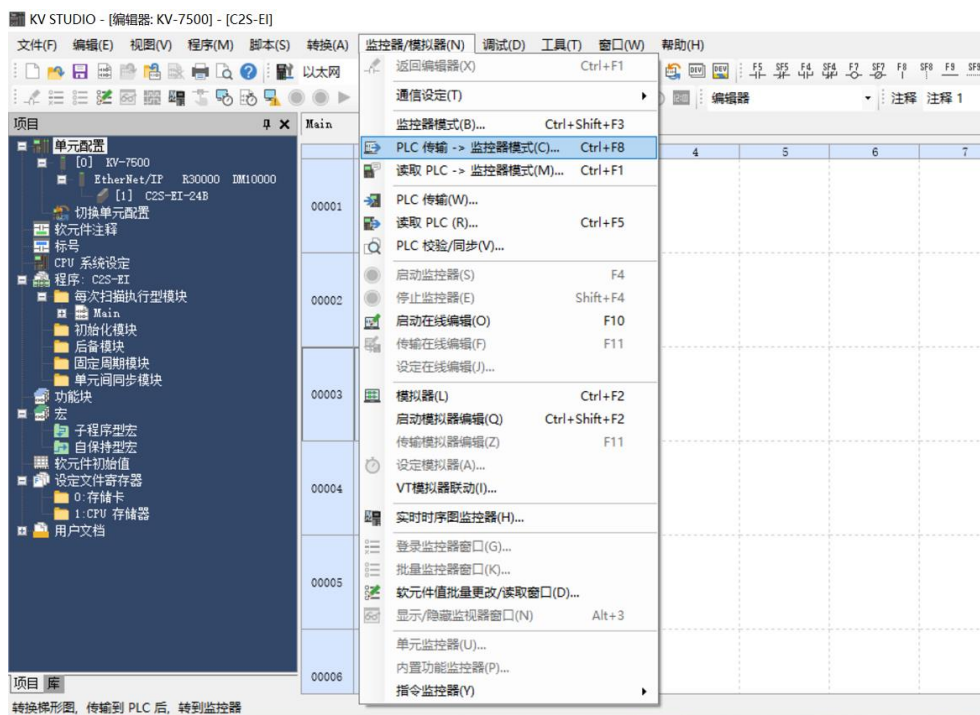 KV STUDIO - [编辑器: KV-7500] - [C2S-EI]
文件(F) 编辑(E) 视图(V) 程序(M) 脚本(S) 转换(A) 监控器/模拟器(N) 调试(D) 工具(T) 窗口(W) 帮助(H)
以太网
F5 SF5 F4 SF4 F7 SF7 F8 SF8 F9 SF9
编辑器 注释 注释 1
项目
Main
单元配置
[0] KV-7500
EtherNet/IP R30000 DM10000
[1] C2S-EI-24B
切换单元配置
软元件注释
标号
CPU 系统设定
程序: C2S-EI
每次扫描执行型模块
Main
初始化模块
后备模块
固定周期模块
单元间同步模块
功能块
宏
子程序型宏
自保持型宏
软元件初始值
设定文件寄存器
0:存储卡
1:CPU 存储器
用户文档
项目 库
返回编辑器(X) Ctrl+F1
通信设定(T)
监控器模式(B)... Ctrl+Shift+F3
PLC 传输 -> 监控器模式(C)... Ctrl+F8
读取 PLC -> 监控器模式(M)... Ctrl+F1
PLC 传输(W)...
读取 PLC (R)... Ctrl+F5
PLC 校验/同步(V)...
启动监控器(S) F4
停止监控器(E) Shift+F4
启动在线编辑(O) F10
传输在线编辑(F) F11
设定在线编辑(J)...
模拟器(L) Ctrl+F2
启动模拟器编辑(Q) Ctrl+Shift+F2
传输模拟器编辑(Z) F11
设定模拟器(A)...
VT模拟器联动(I)...
实时时序图监控器(H)...
登录监控器窗口(G)...
批量监控器窗口(K)...
软元件值批量更改/读取窗口(D)...
显示/隐藏监视器窗口(N) Alt+3
单元监控器(U)...
内置功能监控器(P)...
指令监控器(Y)
4 5 6 7
00001
00002
00003
00004
00005
00006
转换梯形图, 传输到 PLC 后, 转到监控器